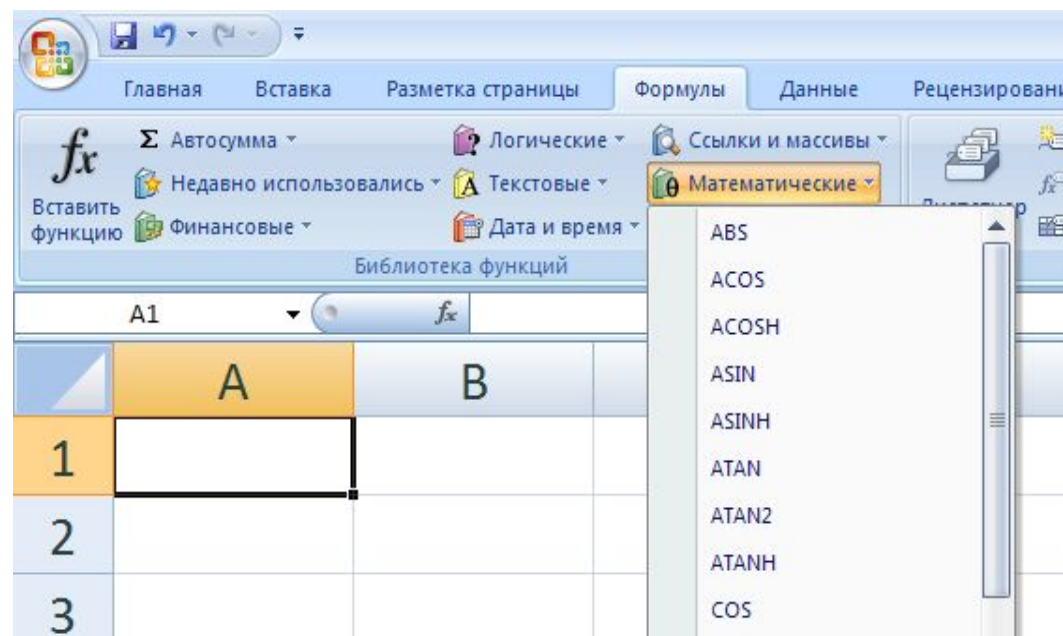 Главная Вставка Разметка страницы Формулы Данные
fx Σ Автосумма Логические Ссылки и массивы
Недавно использовались Текстовые Математические
Вставить функцию Финансовые Дата и время
Библиотека функций
A1 fx
A B
1
2
3
ABS
ACOS
ACOSH
ASIN
ASINH
ATAN
ATAN2
ATANH
COS